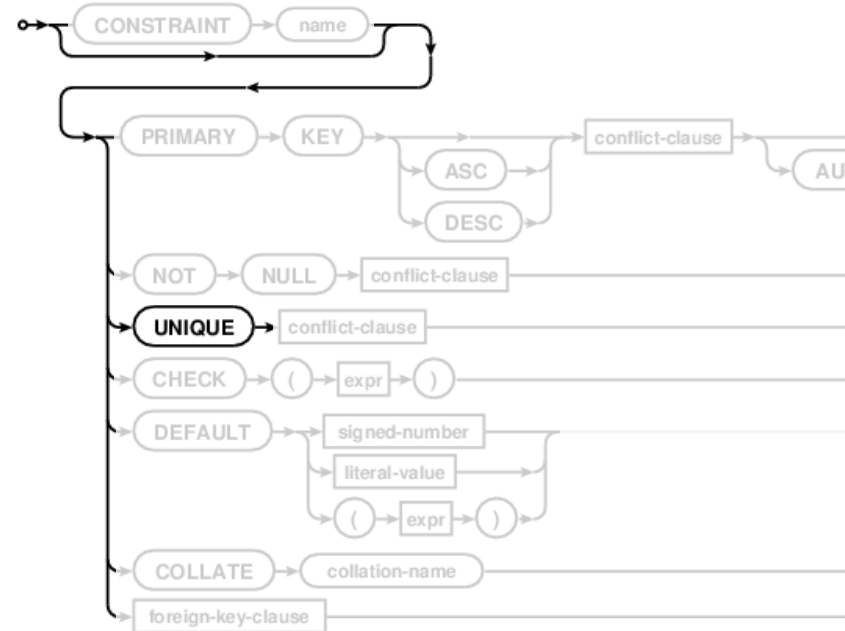 CONSTRAINT name
PRIMARY KEY conflict-clause
ASC AU
DESC
NOT NULL conflict-clause
UNIQUE conflict-clause
CHECK ( expr )
DEFAULT signed-number
literal-value
( expr )
COLLATE collation-name
foreign-key-clause